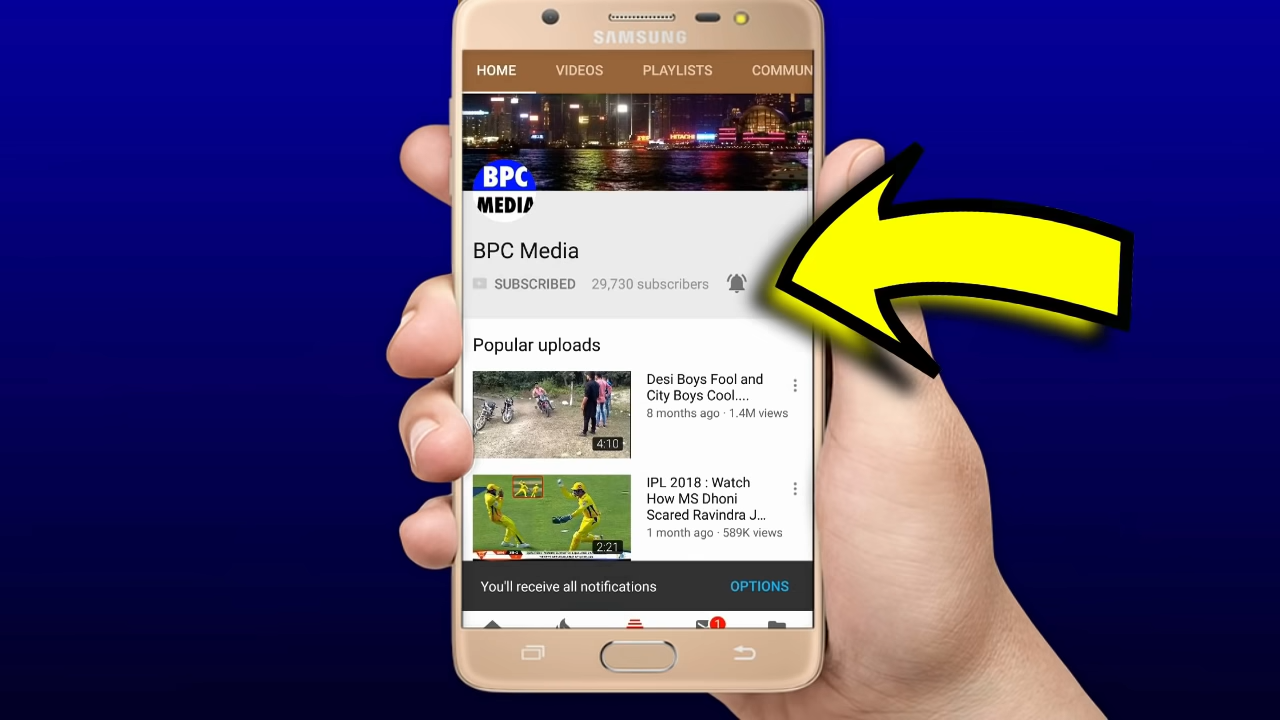 SAMSUNG
HOME VIDEOS PLAYLISTS COMMUN
HITACHI
BPC
MEDIA
BPC Media
SUBSCRIBED 29,730 subscribers
Popular uploads
Desi Boys Fool and
City Boys Cool....
8 months ago · 1.4M views
4:10
IPL 2018 : Watch
How MS Dhoni
Scared Ravindra J...
1 month ago · 589K views
2:21
You'll receive all notifications OPTIONS
1